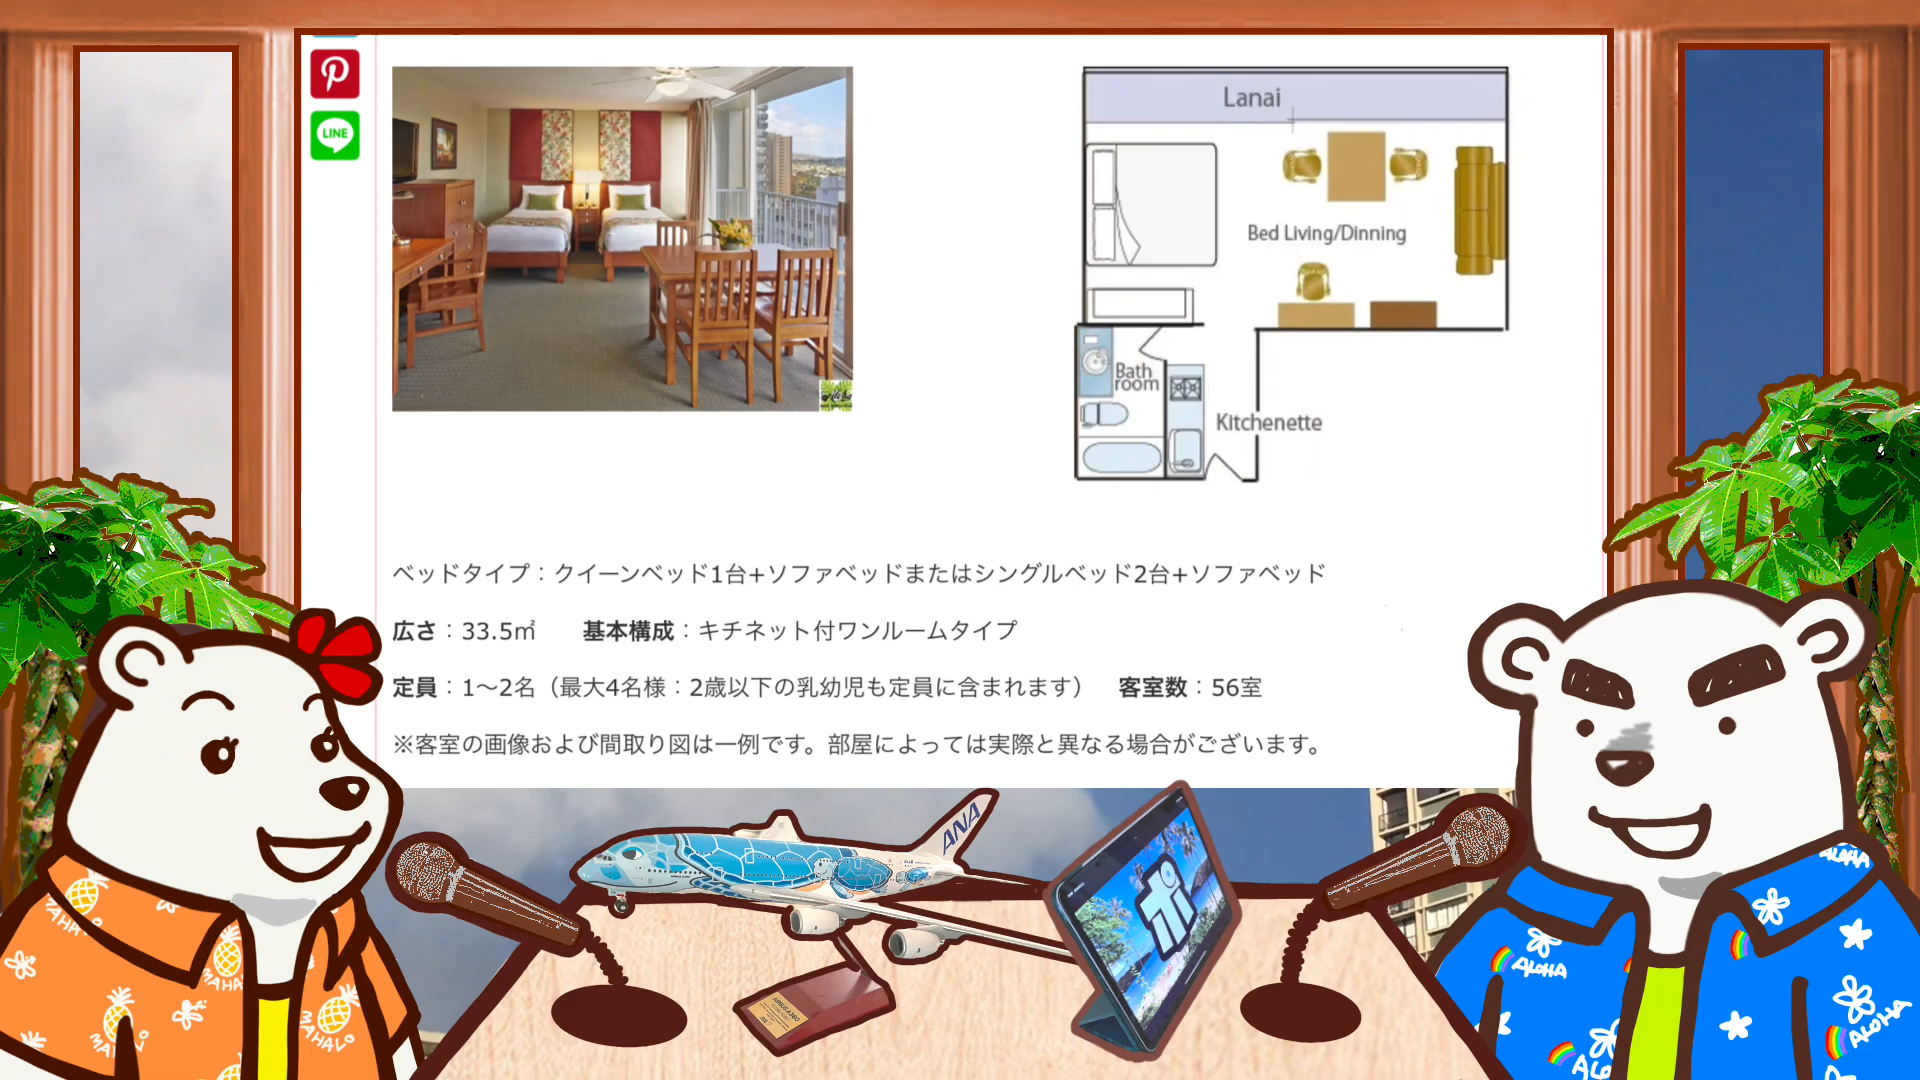 LINE
Lanai
Bed Living/Dinning
Bath
room
Kitchenette
ベッドタイプ：クイーンベッド1台+ソファベッドまたはシングルベッド2台+ソファベッド
広さ：33.5㎡　　基本構成：キチネット付ワンルームタイプ
定員：1〜2名（最大4名様：2歳以下の乳幼児も定員に含まれます）　客室数：56室
※客室の画像および間取り図は一例です。部屋によっては実際と異なる場合がございます。
ANA
ポ
MAHALO
MAHALO
MAHALO
ALOHA
ALOHA
ALOHA